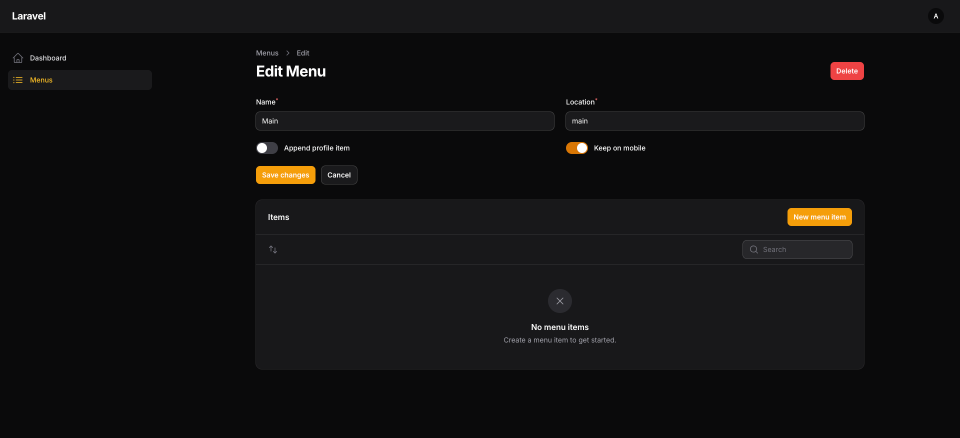 Laravel
A
Dashboard
Menus
Menus > Edit
Edit Menu
Delete
Name*
Location*
Main
main
Append profile item
Keep on mobile
Save changes
Cancel
Items
New menu item
Search
No menu items
Create a menu item to get started.